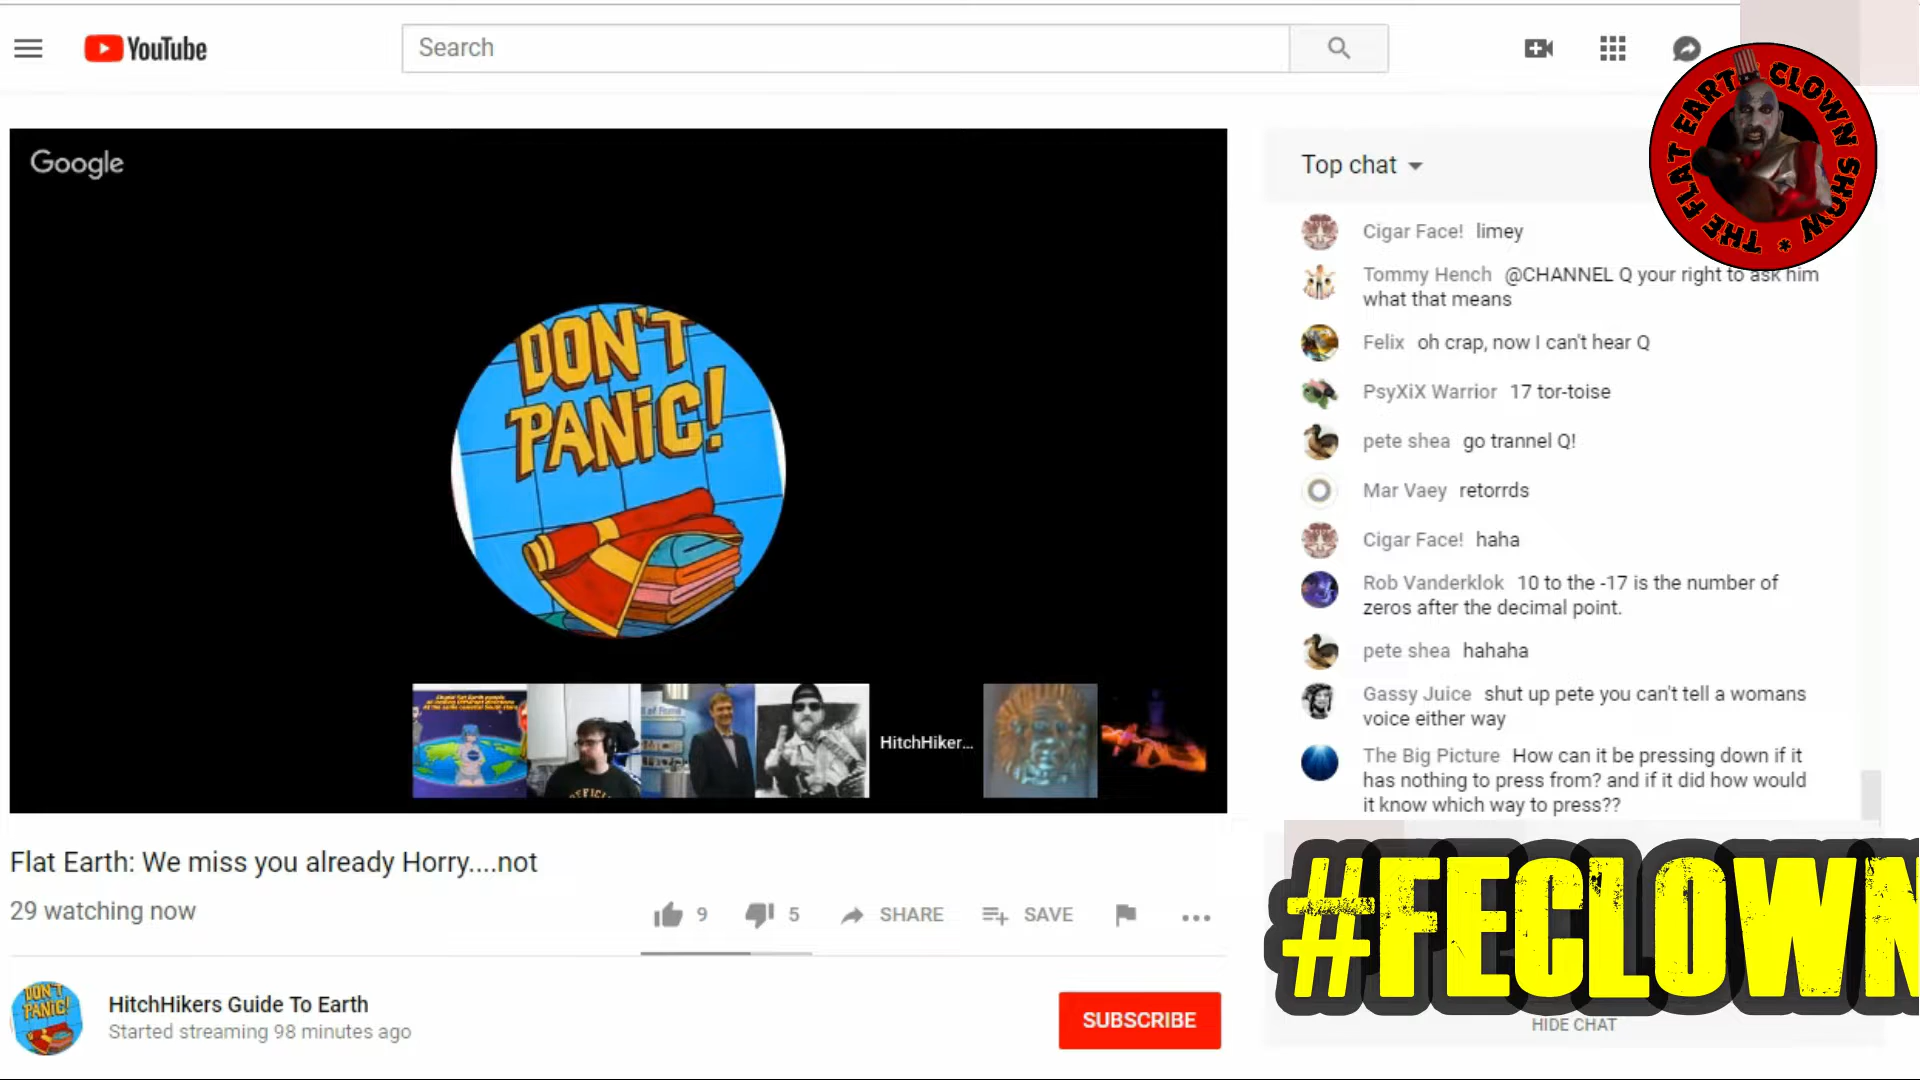 YouTube
Search
THE FLAT EARTH CLOWN SHOW *
Google
DON'T
PANIC!
HitchHiker...
Top chat
Cigar Face! limey
Tommy Hench @CHANNEL Q your right to ask him
what that means
Felix oh crap, now I can't hear Q
PsyXiX Warrior 17 tor-toise
pete shea go trannel Q!
Mar Vaey retorrds
Cigar Face! haha
Rob Vanderklok 10 to the -17 is the number of
zeros after the decimal point.
pete shea hahaha
Gassy Juice shut up pete you can't tell a womans
voice either way
The Big Picture How can it be pressing down if it
has nothing to press from? and if it did how would
it know which way to press??
#FECLOWN
HIDE CHAT
Flat Earth: We miss you already Horry....not
29 watching now
9 5 SHARE SAVE
DON'T
PANIC!
HitchHikers Guide To Earth
Started streaming 98 minutes ago
SUBSCRIBE